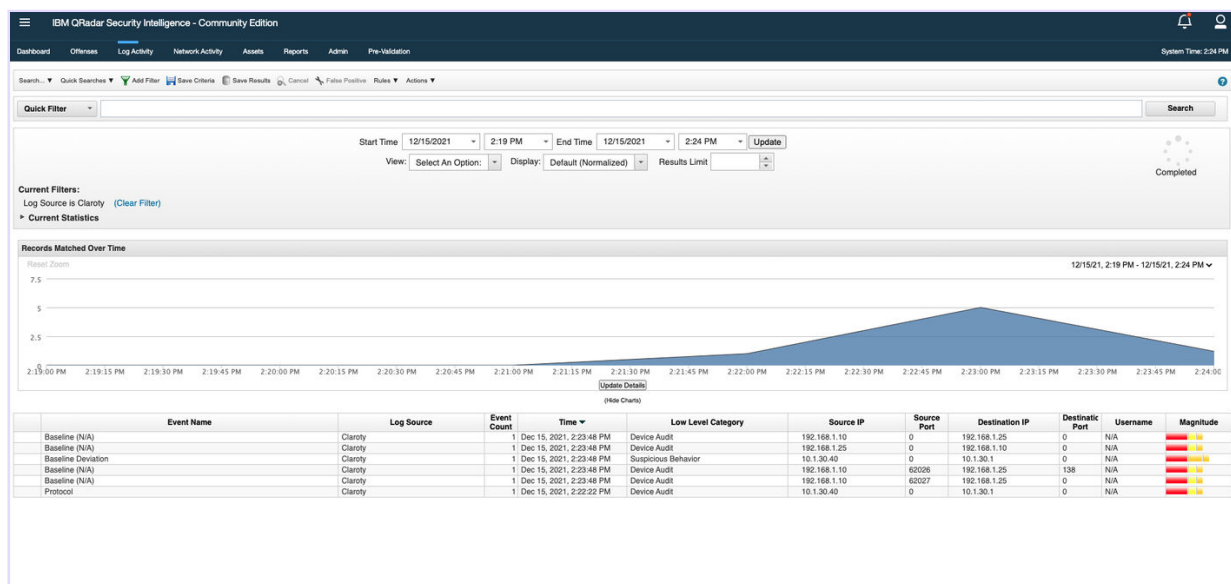 IBM QRadar Security Intelligence - Community Edition
Dashboard Offenses Log Activity Network Activity Assets Reports Admin Pre-Validation System Time: 2:24 PM
Search... Quick Searches Add Filter Save Criteria Save Results Cancel False Positive Rules Actions
Quick Filter Search
Start Time 12/15/2021 2:19 PM End Time 12/15/2021 2:24 PM Update
View: Select An Option: Display: Default (Normalized) Results Limit
Completed
Current Filters:
Log Source is Claroty (Clear Filter)
Current Statistics
Records Matched Over Time
Reset Zoom 12/15/21, 2:19 PM - 12/15/21, 2:24 PM
7.5
5
2.5
0
2:19:00 PM 2:19:15 PM 2:19:30 PM 2:19:45 PM 2:20:00 PM 2:20:15 PM 2:20:30 PM 2:20:45 PM 2:21:00 PM 2:21:15 PM 2:21:30 PM 2:21:45 PM 2:22:00 PM 2:22:15 PM 2:22:30 PM 2:22:45 PM 2:23:00 PM 2:23:15 PM 2:23:30 PM 2:23:45 PM 2:24:00
Update Details
(Hide Charts)
Event Name Log Source Event Count Time Low Level Category Source IP Source Port Destination IP Destinatic Port Username Magnitude
Baseline (N/A) Claroty 1 Dec 15, 2021, 2:23:48 PM Device Audit 192.168.1.10 0 192.168.1.25 0 N/A
Baseline (N/A) Claroty 1 Dec 15, 2021, 2:23:48 PM Device Audit 192.168.1.25 0 192.168.1.10 0 N/A
Baseline Deviation Claroty 1 Dec 15, 2021, 2:23:48 PM Suspicious Behavior 10.1.30.40 0 10.1.30.1 0 N/A
Baseline (N/A) Claroty 1 Dec 15, 2021, 2:23:48 PM Device Audit 192.168.1.10 62026 192.168.1.25 138 N/A
Baseline (N/A) Claroty 1 Dec 15, 2021, 2:23:48 PM Device Audit 192.168.1.10 62027 192.168.1.25 0 N/A
Protocol Claroty 1 Dec 15, 2021, 2:22:22 PM Device Audit 10.1.30.40 0 10.1.30.1 0 N/A